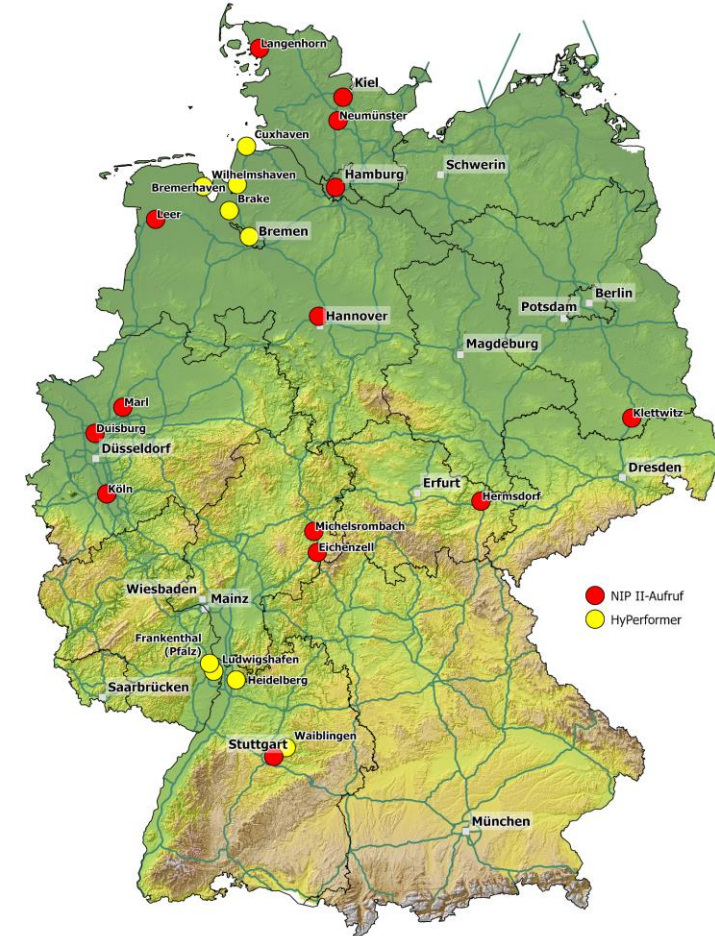 Langenhorn
Kiel
Neumünster
Cuxhaven
Wilhelmshaven
Bremerhaven
Hamburg
Schwerin
Brake
Leer
Bremen
Berlin
Potsdam
Hannover
Magdeburg
Marl
Klettwitz
Duisburg
Düsseldorf
Dresden
Köln
Erfurt
Hermsdorf
Michelsrombach
Eichenzell
Wiesbaden
Mainz
NIP II-Aufruf
HyPerformer
Frankenthal
(Pfalz)
Ludwigshafen
Heidelberg
Saarbrücken
Waiblingen
Stuttgart
München